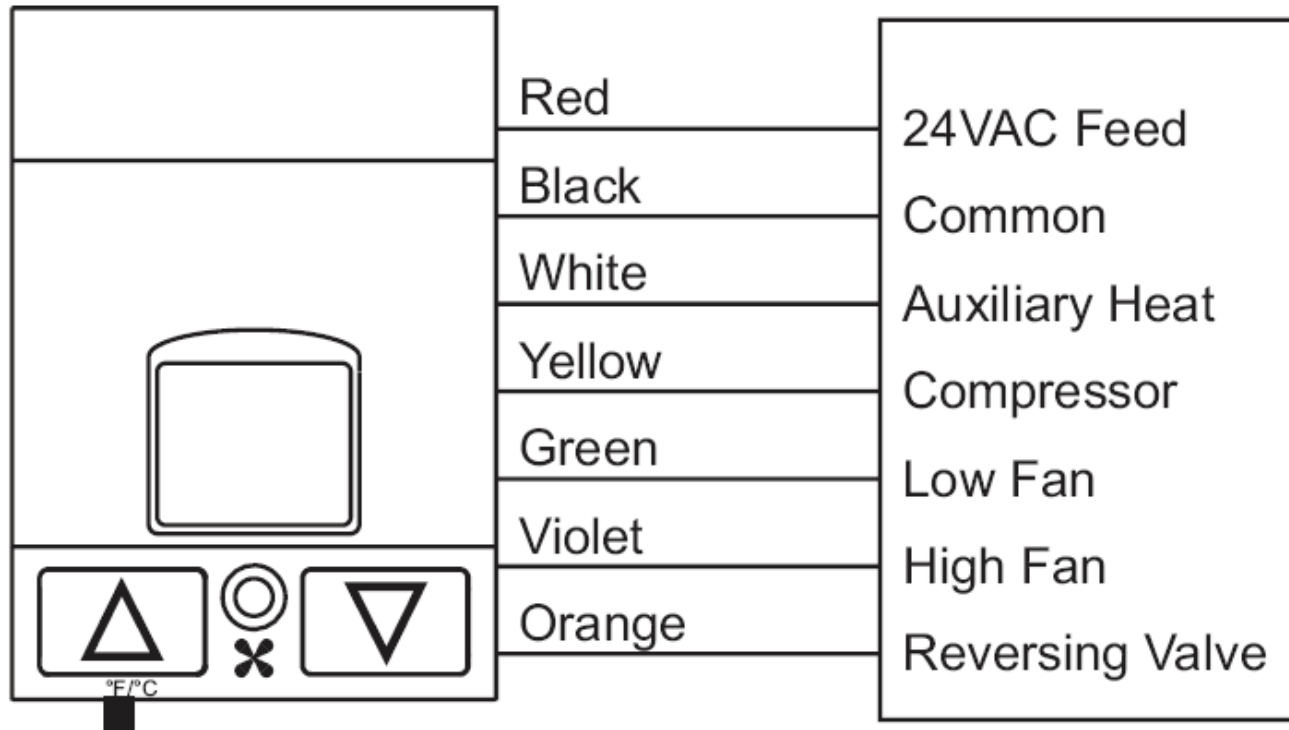 Red
24VAC Feed
Black
Common
White
Auxiliary Heat
Yellow
Compressor
Green
Low Fan
Violet
High Fan
Orange
Reversing Valve
°F/°C